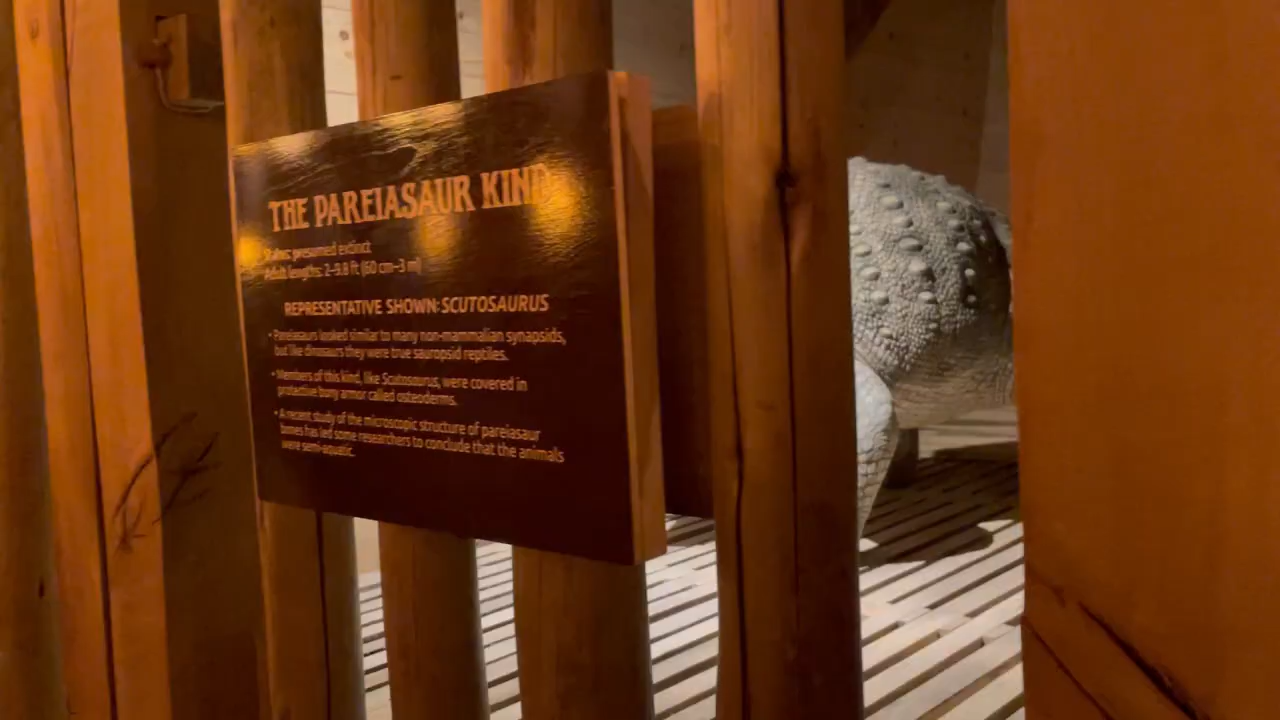 THE PAREIASAUR KIND
Status: presumed extinct
Adult lengths: 2–9.8 ft (60 cm–3 m)
REPRESENTATIVE SHOWN: SCUTOSAURUS
• Pareiasaurs looked similar to many non-mammalian synapsids,
but like dinosaurs they were true sauropsid reptiles.
• Members of this kind, like Scutosaurus, were covered in
protective bony armor called osteoderms.
• A recent study of the microscopic structure of pareiasaur
bones has led some researchers to conclude that the animals
were semi-aquatic.